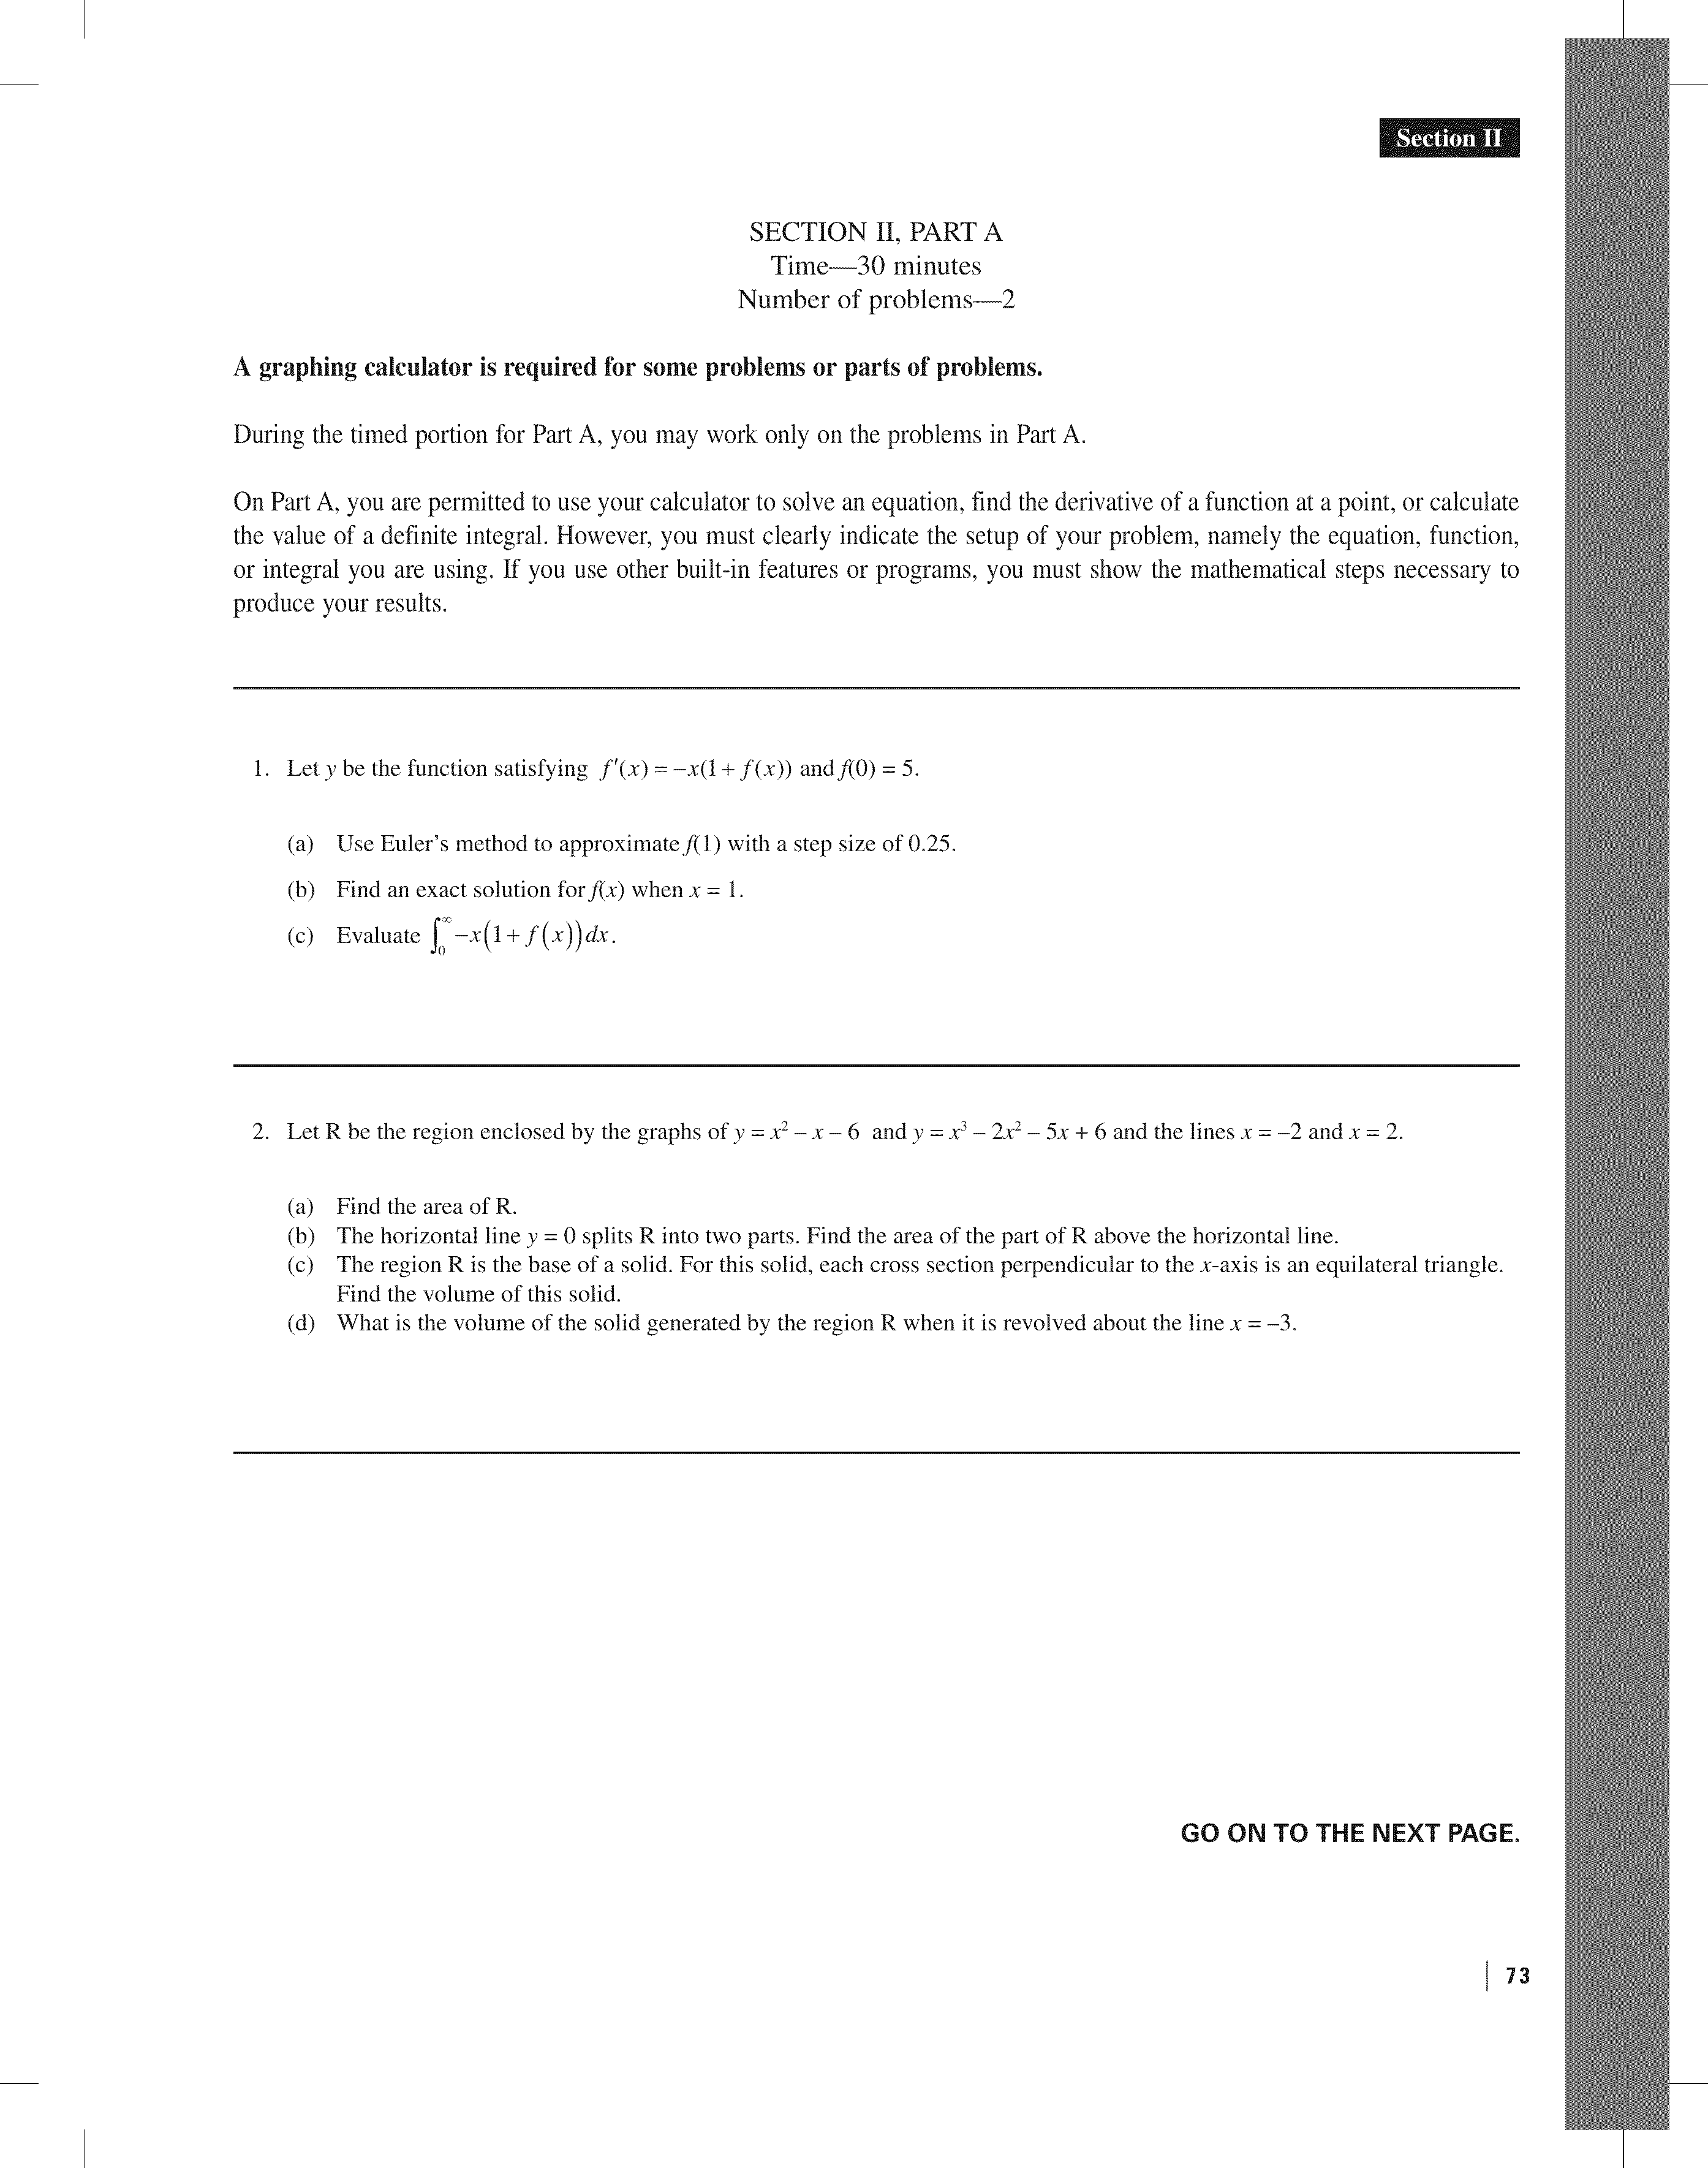 Section II
SECTION II, PART A
Time—30 minutes
Number of problems—2
A graphing calculator is required for some problems or parts of problems.
During the timed portion for Part A, you may work only on the problems in Part A.
On Part A, you are permitted to use your calculator to solve an equation, find the derivative of a function at a point, or calculate
the value of a definite integral. However, you must clearly indicate the setup of your problem, namely the equation, function,
or integral you are using. If you use other built-in features or programs, you must show the mathematical steps necessary to
produce your results.
1. Let y be the function satisfying f′(x) = −x(1 + f(x)) and f(0) = 5.
(a) Use Euler’s method to approximate f(1) with a step size of 0.25.
(b) Find an exact solution for f(x) when x = 1.
(c) Evaluate ∫₀^∞ −x(1 + f(x))dx.
2. Let R be the region enclosed by the graphs of y = x² – x – 6 and y = x³ – 2x² – 5x + 6 and the lines x = –2 and x = 2.
(a) Find the area of R.
(b) The horizontal line y = 0 splits R into two parts. Find the area of the part of R above the horizontal line.
(c) The region R is the base of a solid. For this solid, each cross section perpendicular to the x-axis is an equilateral triangle.
Find the volume of this solid.
(d) What is the volume of the solid generated by the region R when it is revolved about the line x = –3.
GO ON TO THE NEXT PAGE.
73